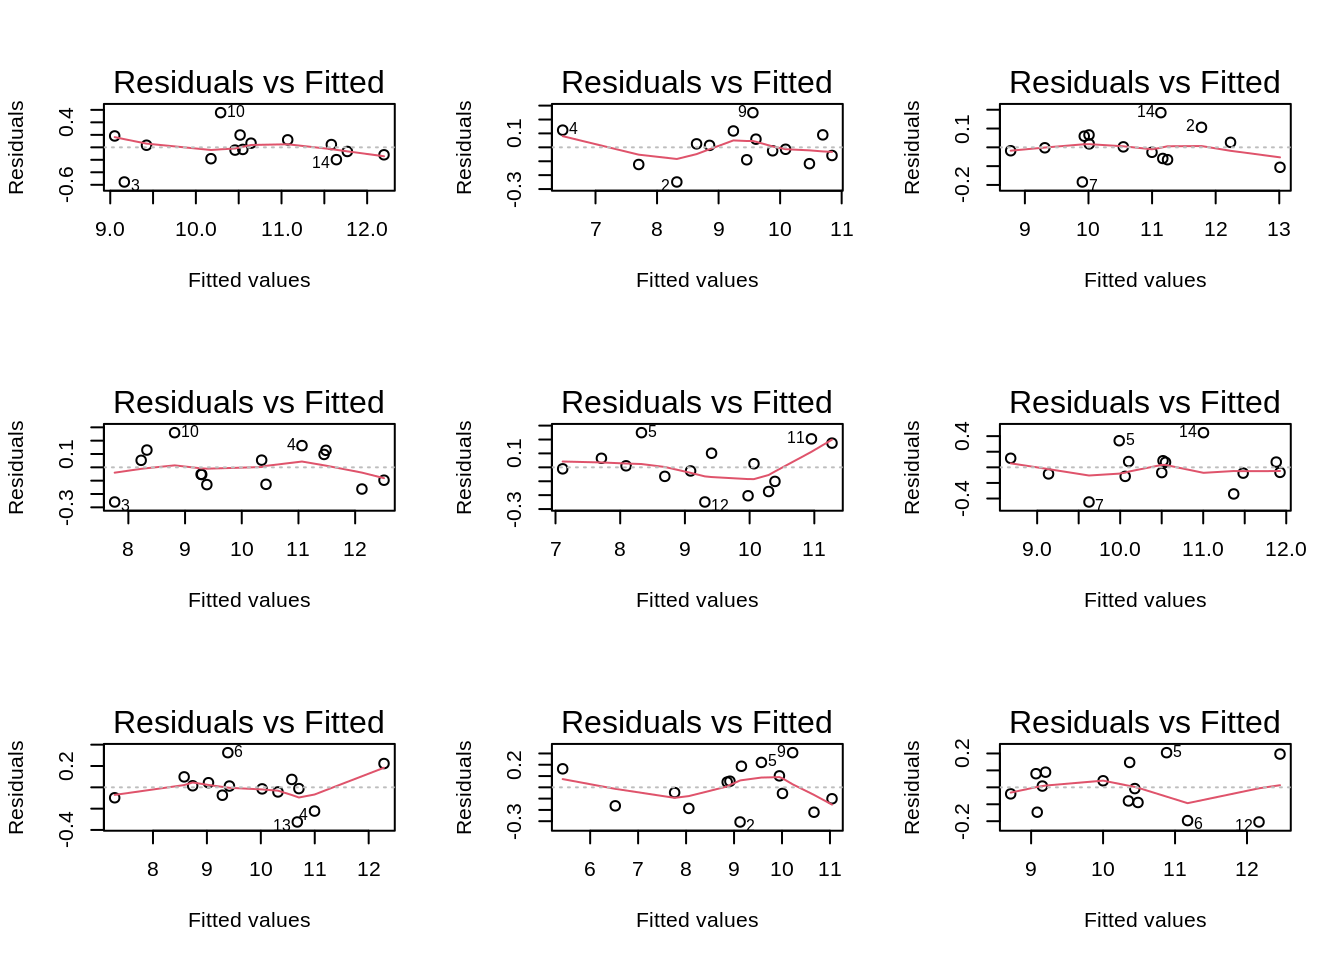 Residuals vs Fitted
Residuals
-0.6 0.4
10
14
3
9.0 10.0 11.0 12.0
Fitted values
Residuals vs Fitted
Residuals
-0.3 0.1
9
4
2
7 8 9 10 11
Fitted values
Residuals vs Fitted
Residuals
-0.2 0.1
14
2
7
9 10 11 12 13
Fitted values
Residuals vs Fitted
Residuals
-0.3 0.1
10
4
3
8 9 10 11 12
Fitted values
Residuals vs Fitted
Residuals
-0.3 0.1
5
11
12
7 8 9 10 11
Fitted values
Residuals vs Fitted
Residuals
-0.4 0.4
14
5
7
9.0 10.0 11.0 12.0
Fitted values
Residuals vs Fitted
Residuals
-0.4 0.2
6
4
13
8 9 10 11 12
Fitted values
Residuals vs Fitted
Residuals
-0.3 0.2
9
5
2
6 7 8 9 10 11
Fitted values
Residuals vs Fitted
Residuals
-0.2 0.2
5
6
12
9 10 11 12
Fitted values